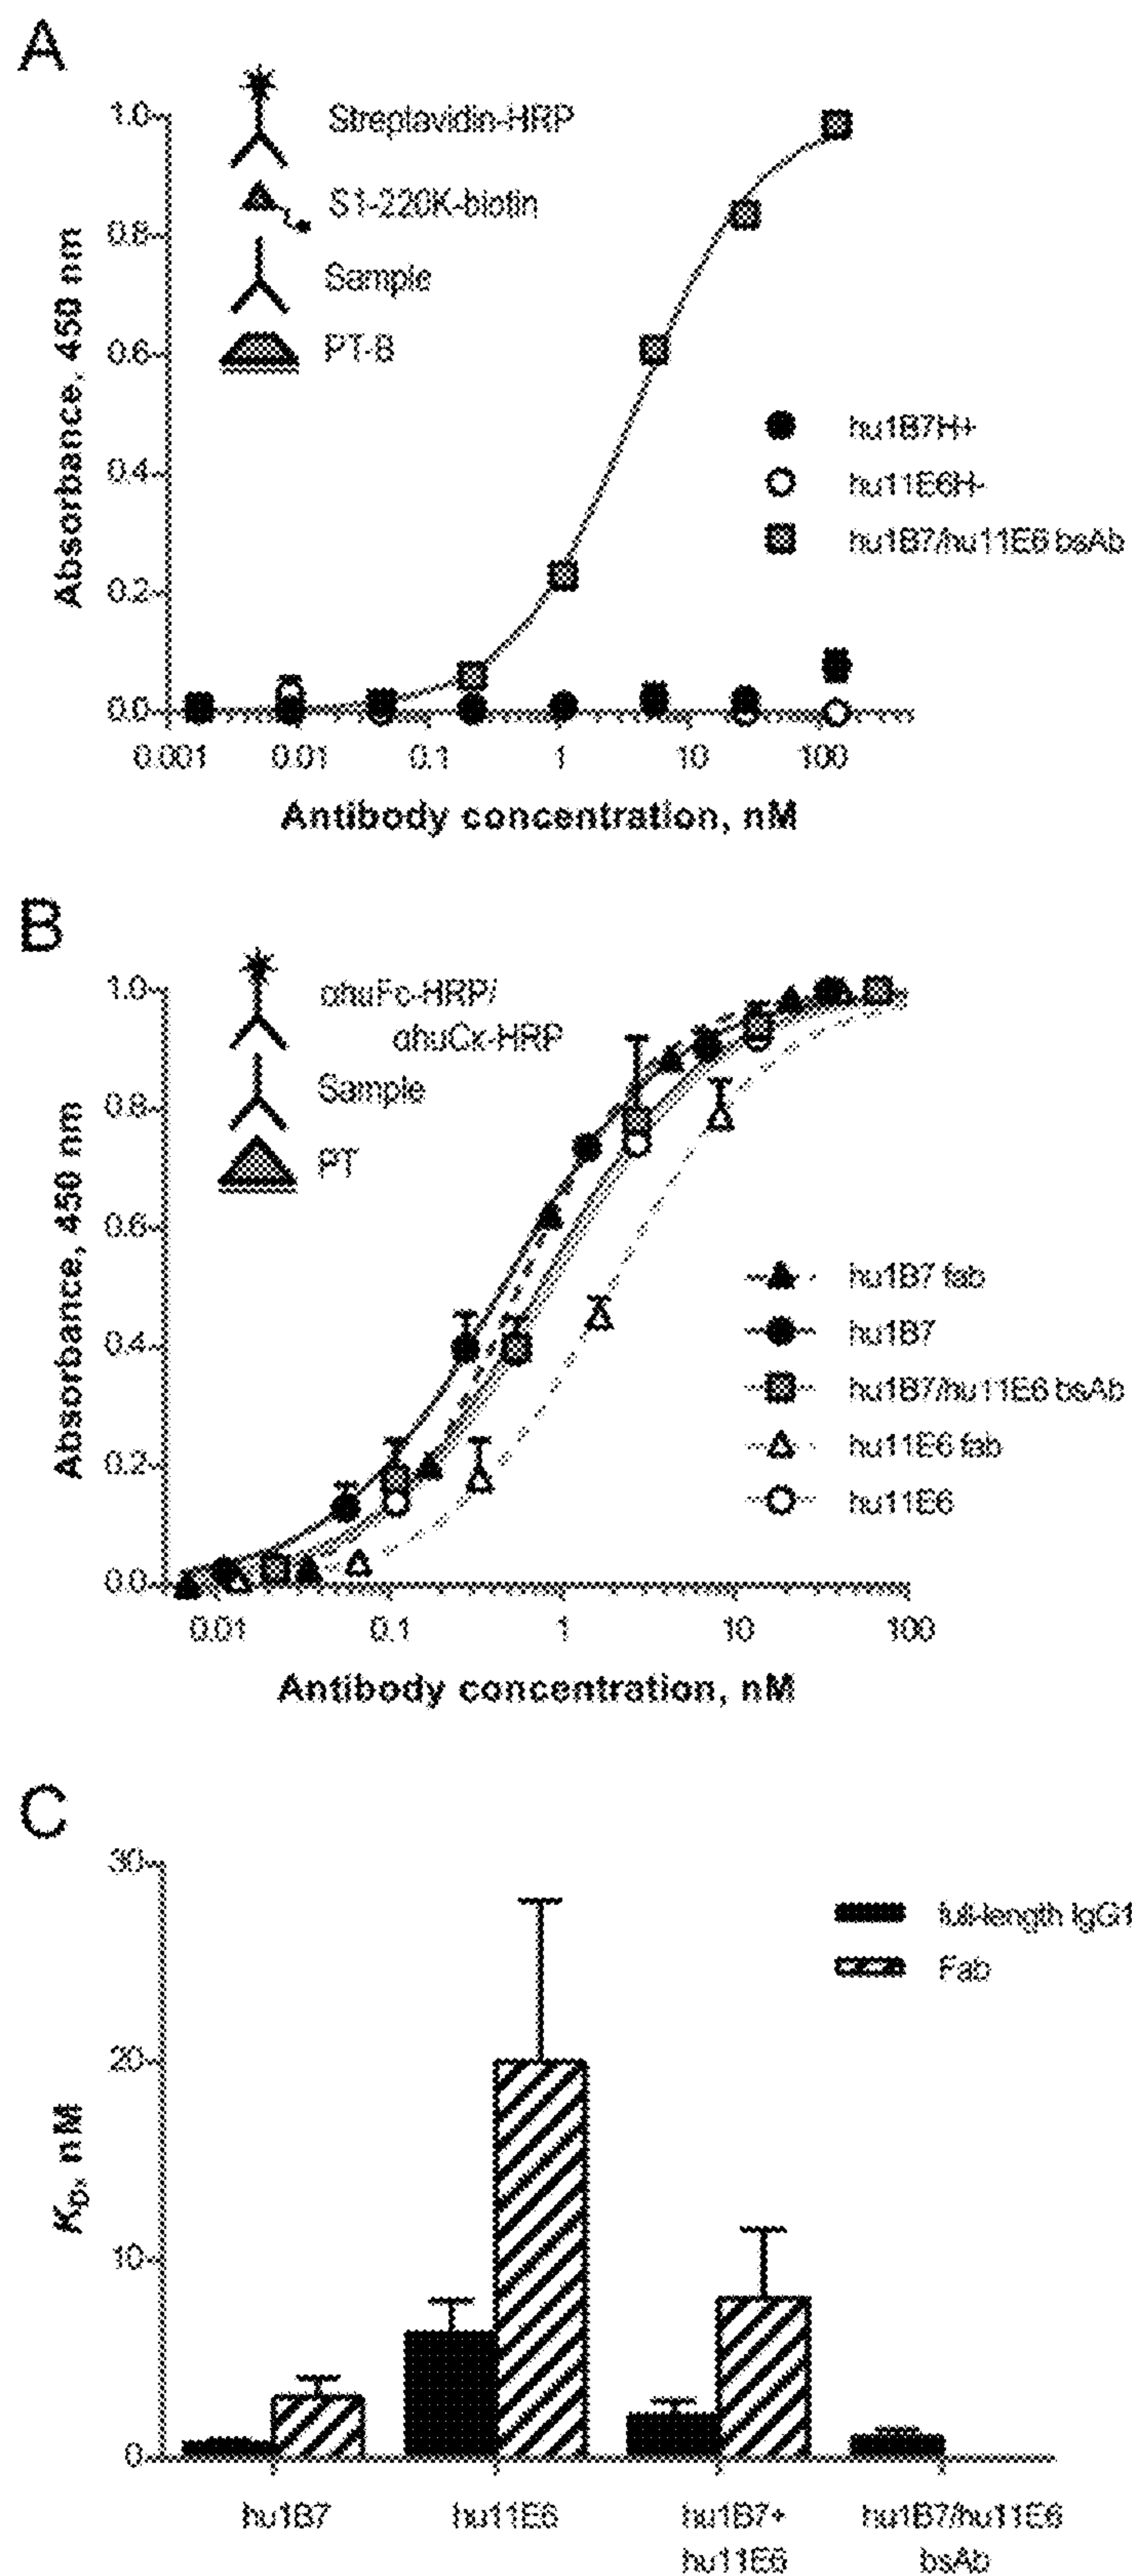 A
1.0
0.8
0.6
0.4
0.2
0.0
Absorbance, 450 nm
Streptavidin-HRP
S1-220K-biotin
Sample
PT-B
hu1B7H+
hu11E6H-
hu1B7/hu11E6 bsAb
0.001 0.01 0.1 1 10 100
Antibody concentration, nM
B
1.0
0.8
0.6
0.4
0.2
0.0
Absorbance, 450 nm
αhuFc-HRP/
αhuCκ-HRP
Sample
PT
hu1B7 fab
hu1B7
hu1B7/hu11E6 bsAb
hu11E6 fab
hu11E6
0.01 0.1 1 10 100
Antibody concentration, nM
C
30
20
10
0
KD, nM
full-length IgG1
Fab
hu1B7 hu11E6 hu1B7+ hu1B7/hu11E6
hu11E6 bsAb